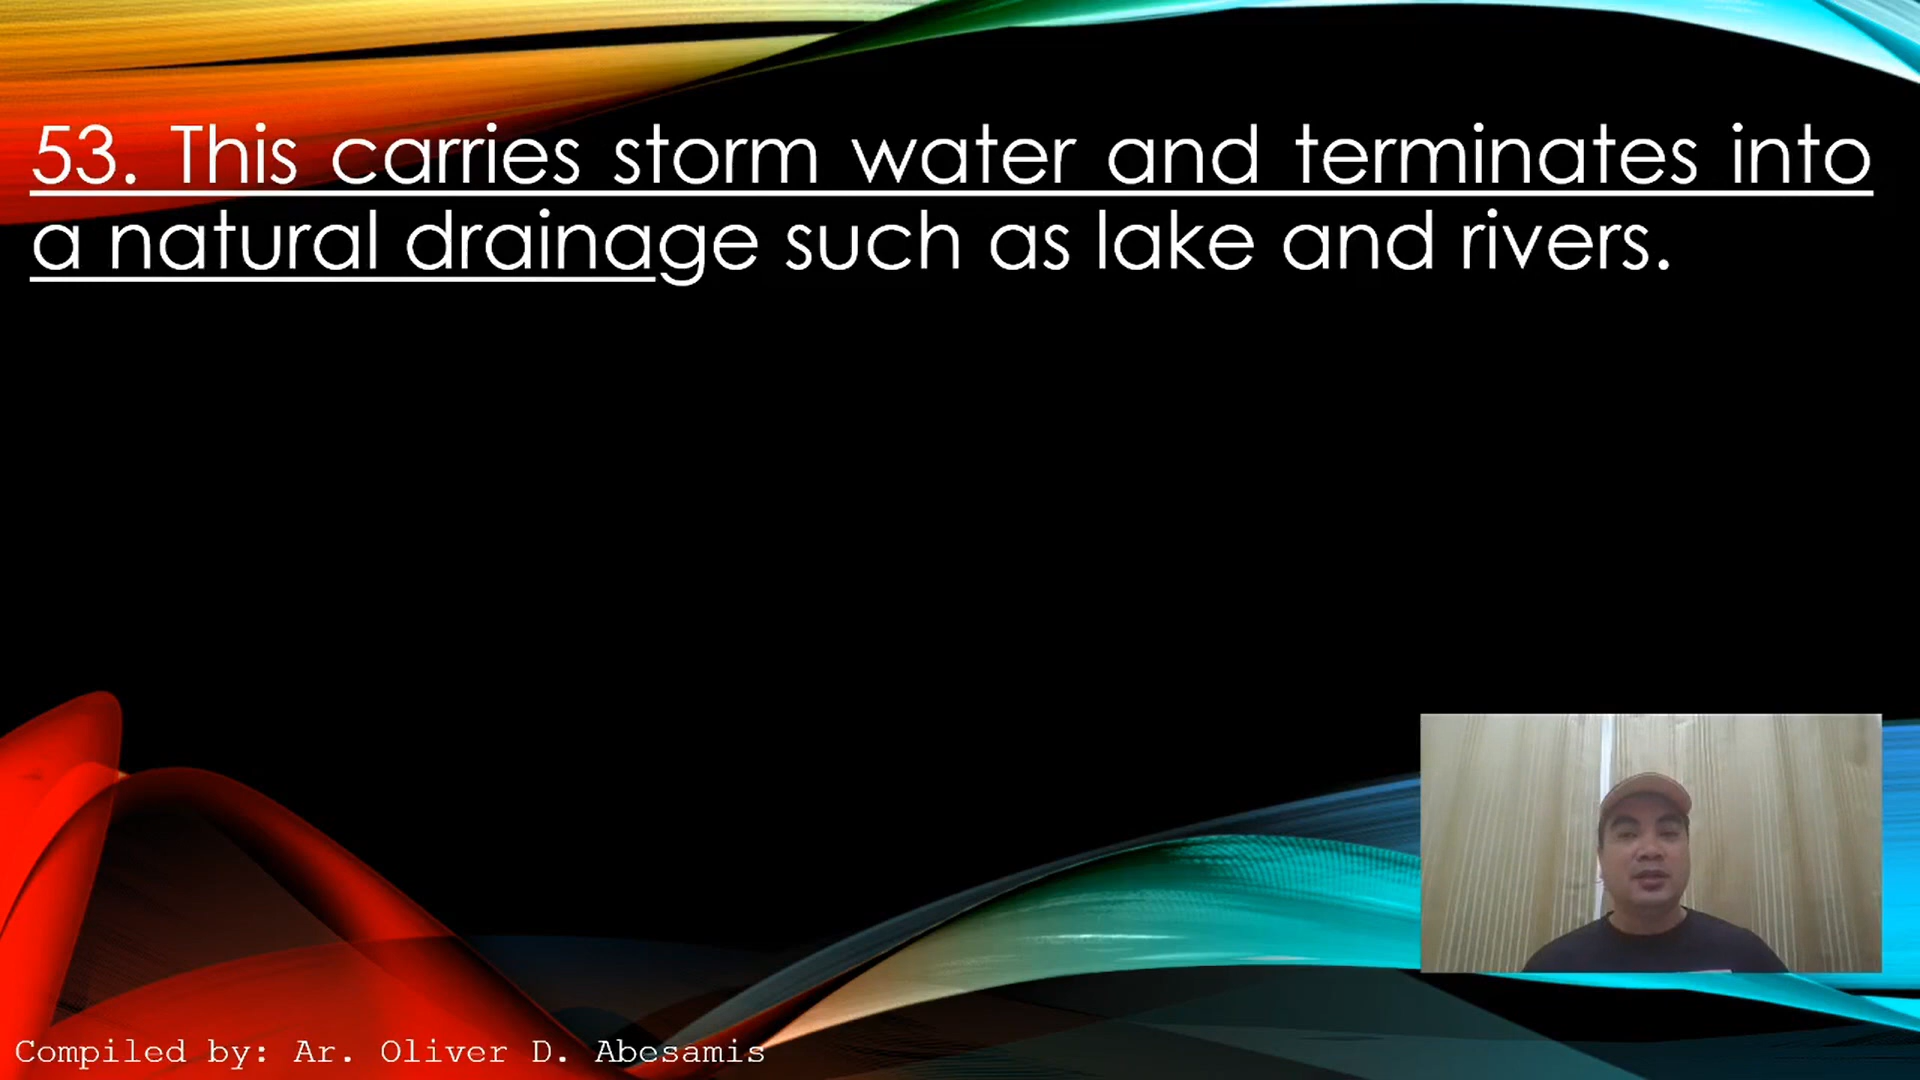 53. This carries storm water and terminates into
a natural drainage such as lake and rivers.
Compiled by: Ar. Oliver D. Abesamis